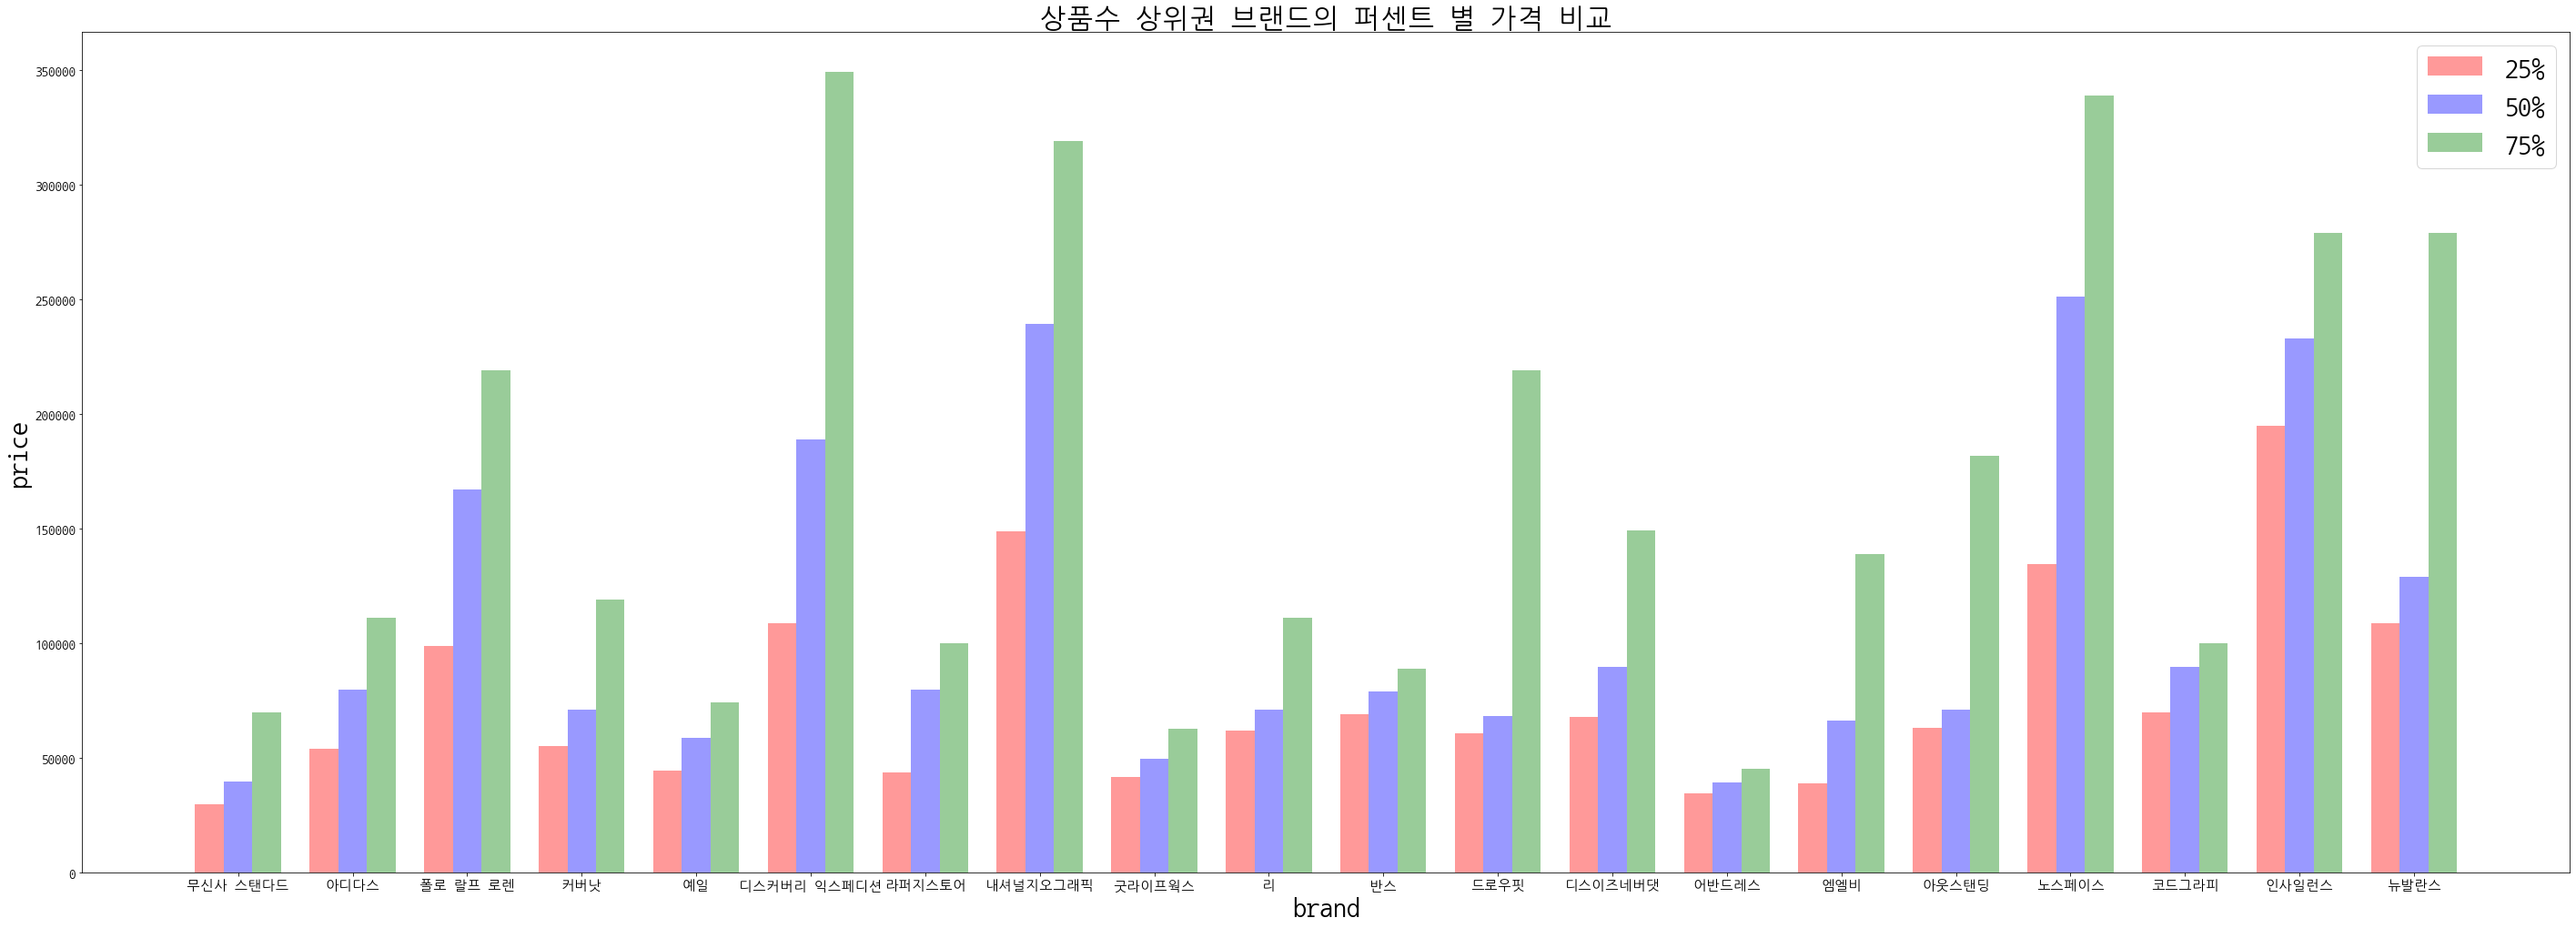 상품수 상위권 브랜드의 퍼센트 별 가격 비교
25%
50%
75%
350000
300000
250000
200000
150000
100000
50000
0
price
무신사 스탠다드 아디다스 폴로 랄프 로렌 커버낫 예일 디스커버리 익스페디션 라퍼지스토어 내셔널지오그래픽 굿라이프웍스 리 반스 드로우핏 디스이즈네버댓 어반드레스 엠엘비 아웃스탠딩 노스페이스 코드그라피 인사일런스 뉴발란스
brand